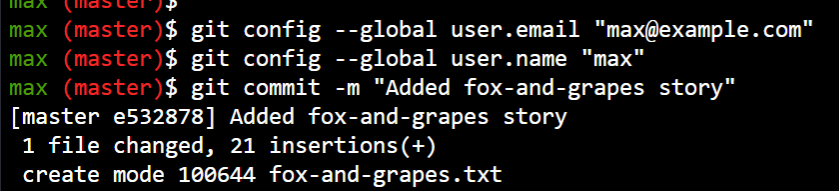 max (master)$
max (master)$ git config --global user.email "max@example.com"
max (master)$ git config --global user.name "max"
max (master)$ git commit -m "Added fox-and-grapes story"
[master e532878] Added fox-and-grapes story
 1 file changed, 21 insertions(+)
 create mode 100644 fox-and-grapes.txt